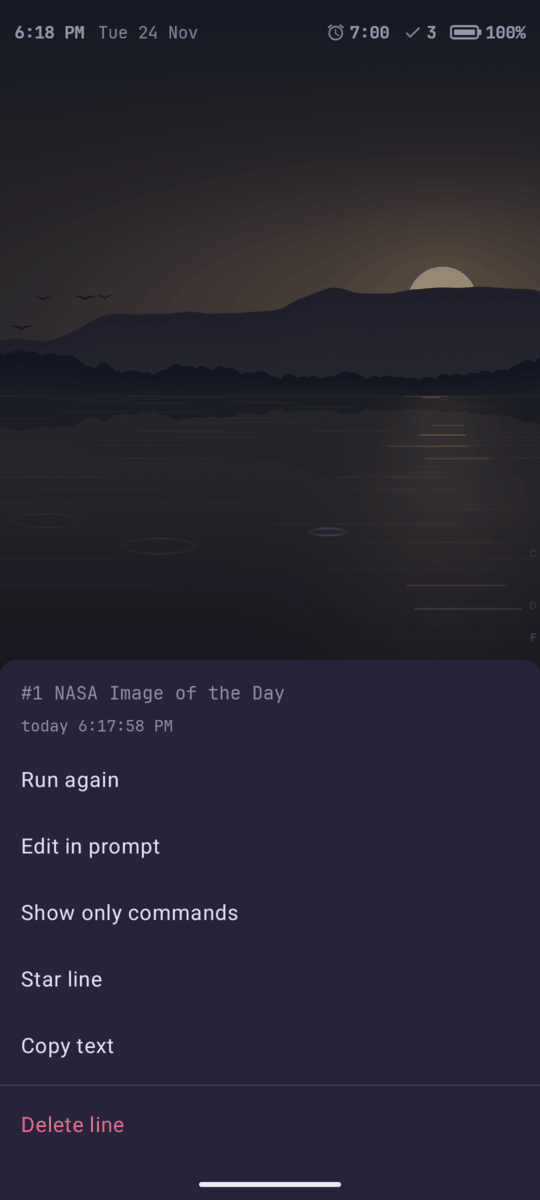 6:18 PM Tue 24 Nov 7:00 3 100%
C
D
F
#1 NASA Image of the Day
today 6:17:58 PM
Run again
Edit in prompt
Show only commands
Star line
Copy text
Delete line